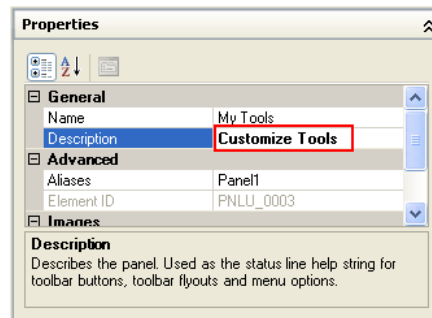 Properties
General
Name My Tools
Description Customize Tools
Advanced
Aliases Panel1
Element ID PNLU_0003
Images
Description
Describes the panel. Used as the status line help string for
toolbar buttons, toolbar flyouts and menu options.